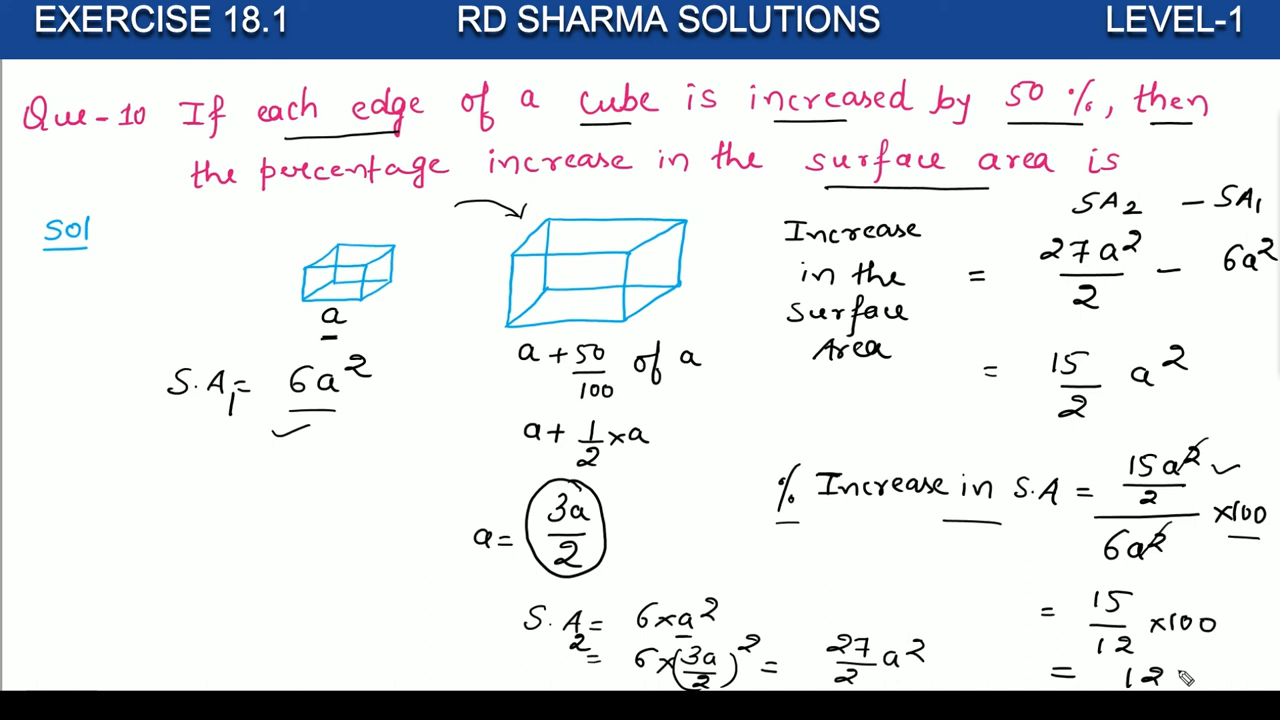 EXERCISE 18.1 RD SHARMA SOLUTIONS LEVEL-1
Que-10 If each edge of a cube is increased by 50 %, then
the percentage increase in the surface area is
Sol
a
S.A₁= 6a²
a + 50/100 of a
a + 1/2 × a
a = 3a/2
S.A₂ = 6×a²
= 6×(3a/2)² = 27/2 a²
SA₂ - SA₁
Increase in the Surface Area = 27a²/2 - 6a²
= 15/2 a²
% Increase in S.A = (15a²/2)/(6a²) ×100
= 15/12 ×100
= 12